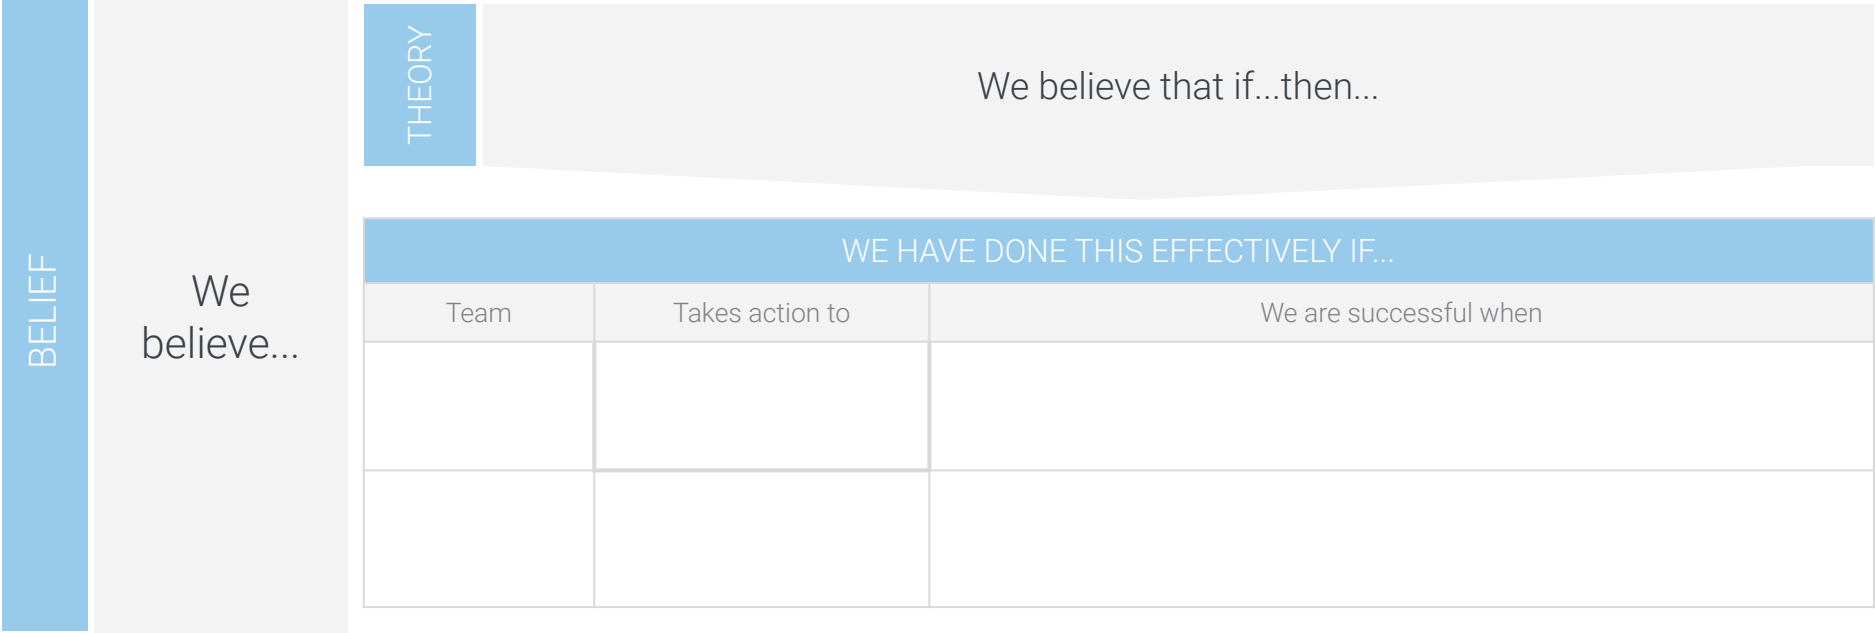 BELIEF
We
believe...
THEORY
We believe that if...then...
WE HAVE DONE THIS EFFECTIVELY IF...
Team
Takes action to
We are successful when